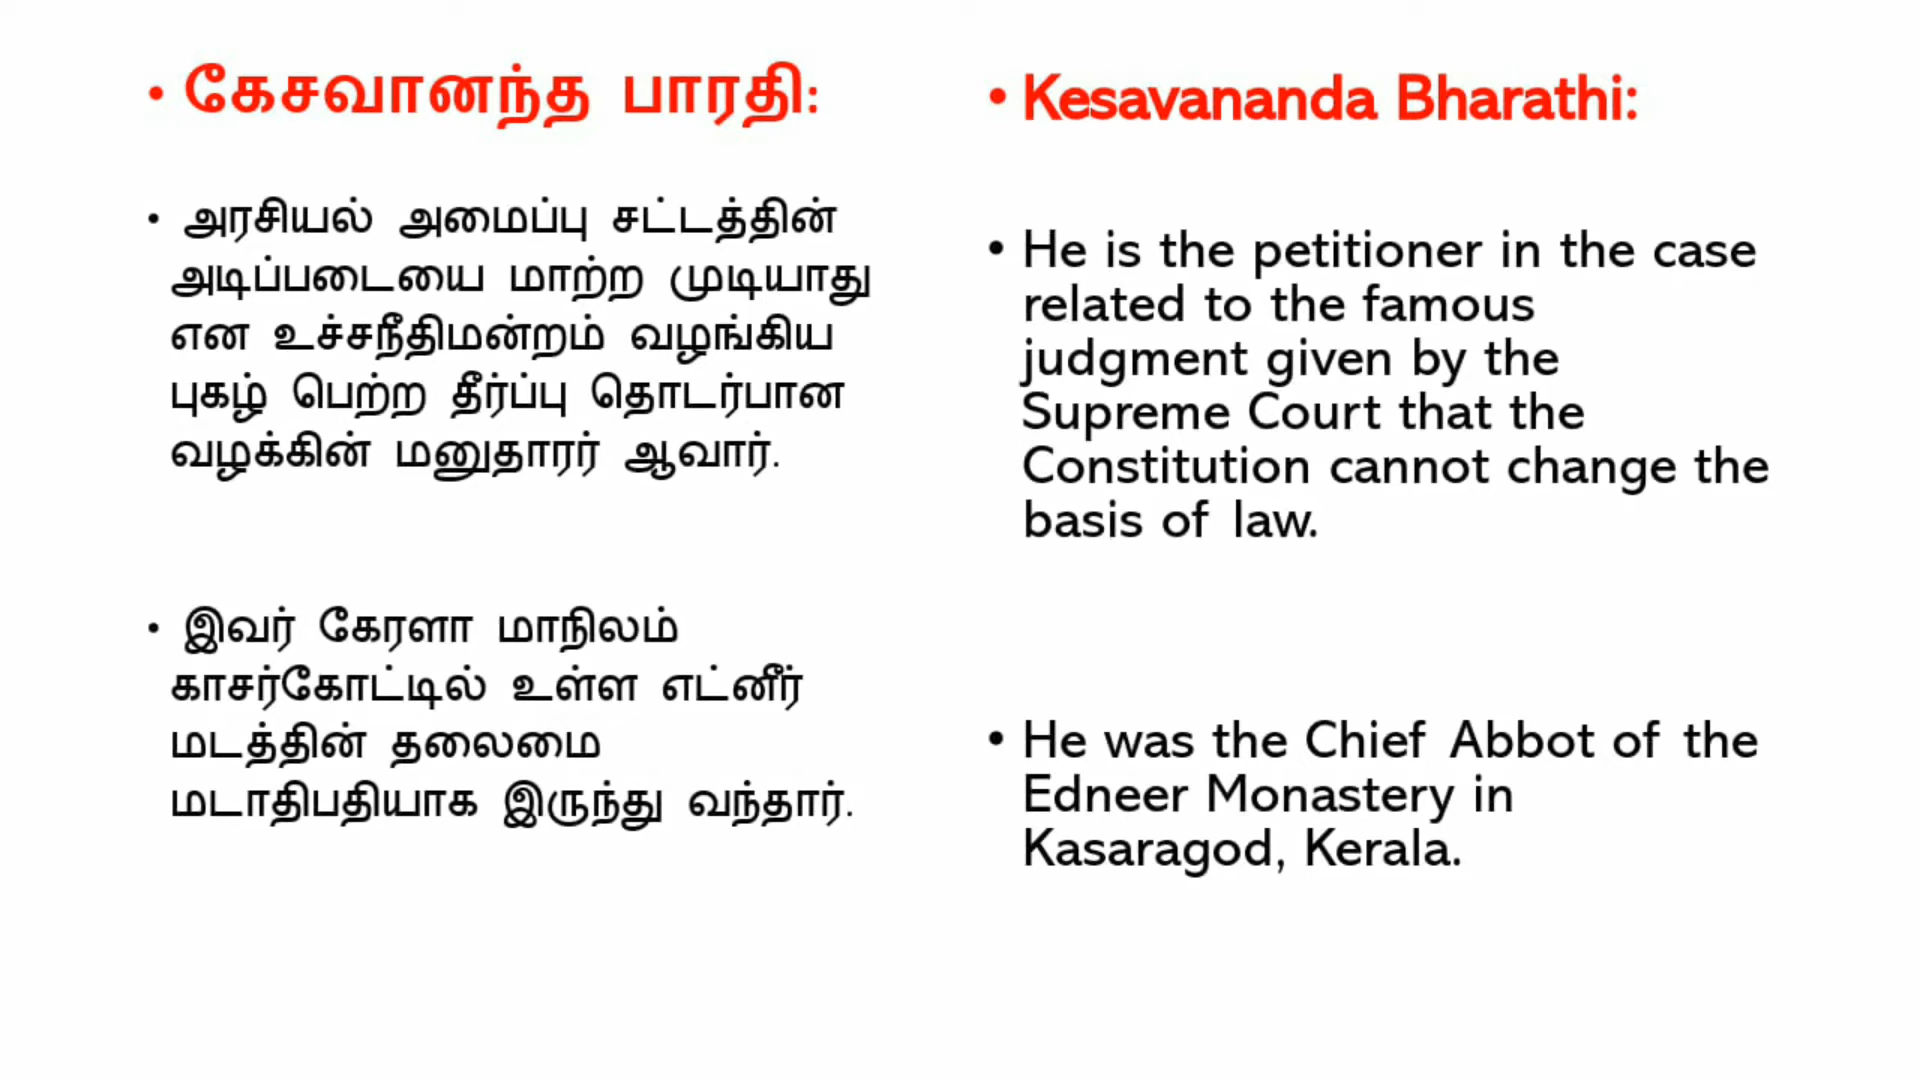 • கேசவானந்த பாரதி:
• அரசியல் அமைப்பு சட்டத்தின்
அடிப்படையை மாற்ற முடியாது
என உச்சநீதிமன்றம் வழங்கிய
புகழ் பெற்ற தீர்ப்பு தொடர்பான
வழக்கின் மனுதாரர் ஆவார்.
• இவர் கேரளா மாநிலம்
காசர்கோட்டில் உள்ள எட்னீர்
மடத்தின் தலைமை
மடாதிபதியாக இருந்து வந்தார்.
• Kesavananda Bharathi:
• He is the petitioner in the case
related to the famous
judgment given by the
Supreme Court that the
Constitution cannot change the
basis of law.
• He was the Chief Abbot of the
Edneer Monastery in
Kasaragod, Kerala.